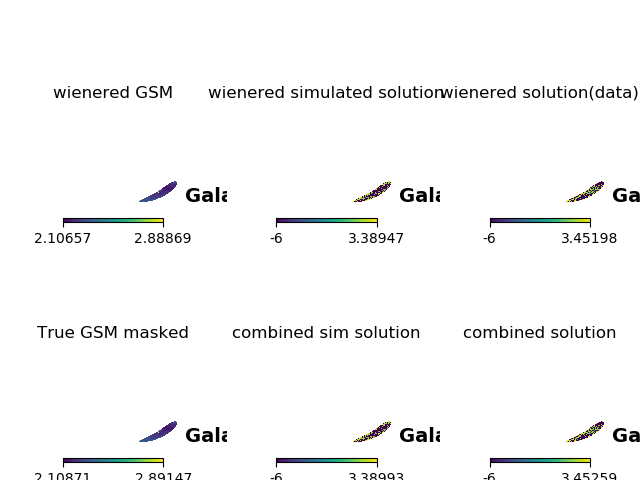 wienered GSM wienered simulated solution wienered solution(data)
Gala Gala Ga
2.10657 2.88869 -6 3.38947 -6 3.45198
True GSM masked combined sim solution combined solution
Gala Gala Ga
2.10871 2.89147 -6 3.38993 -6 3.45259